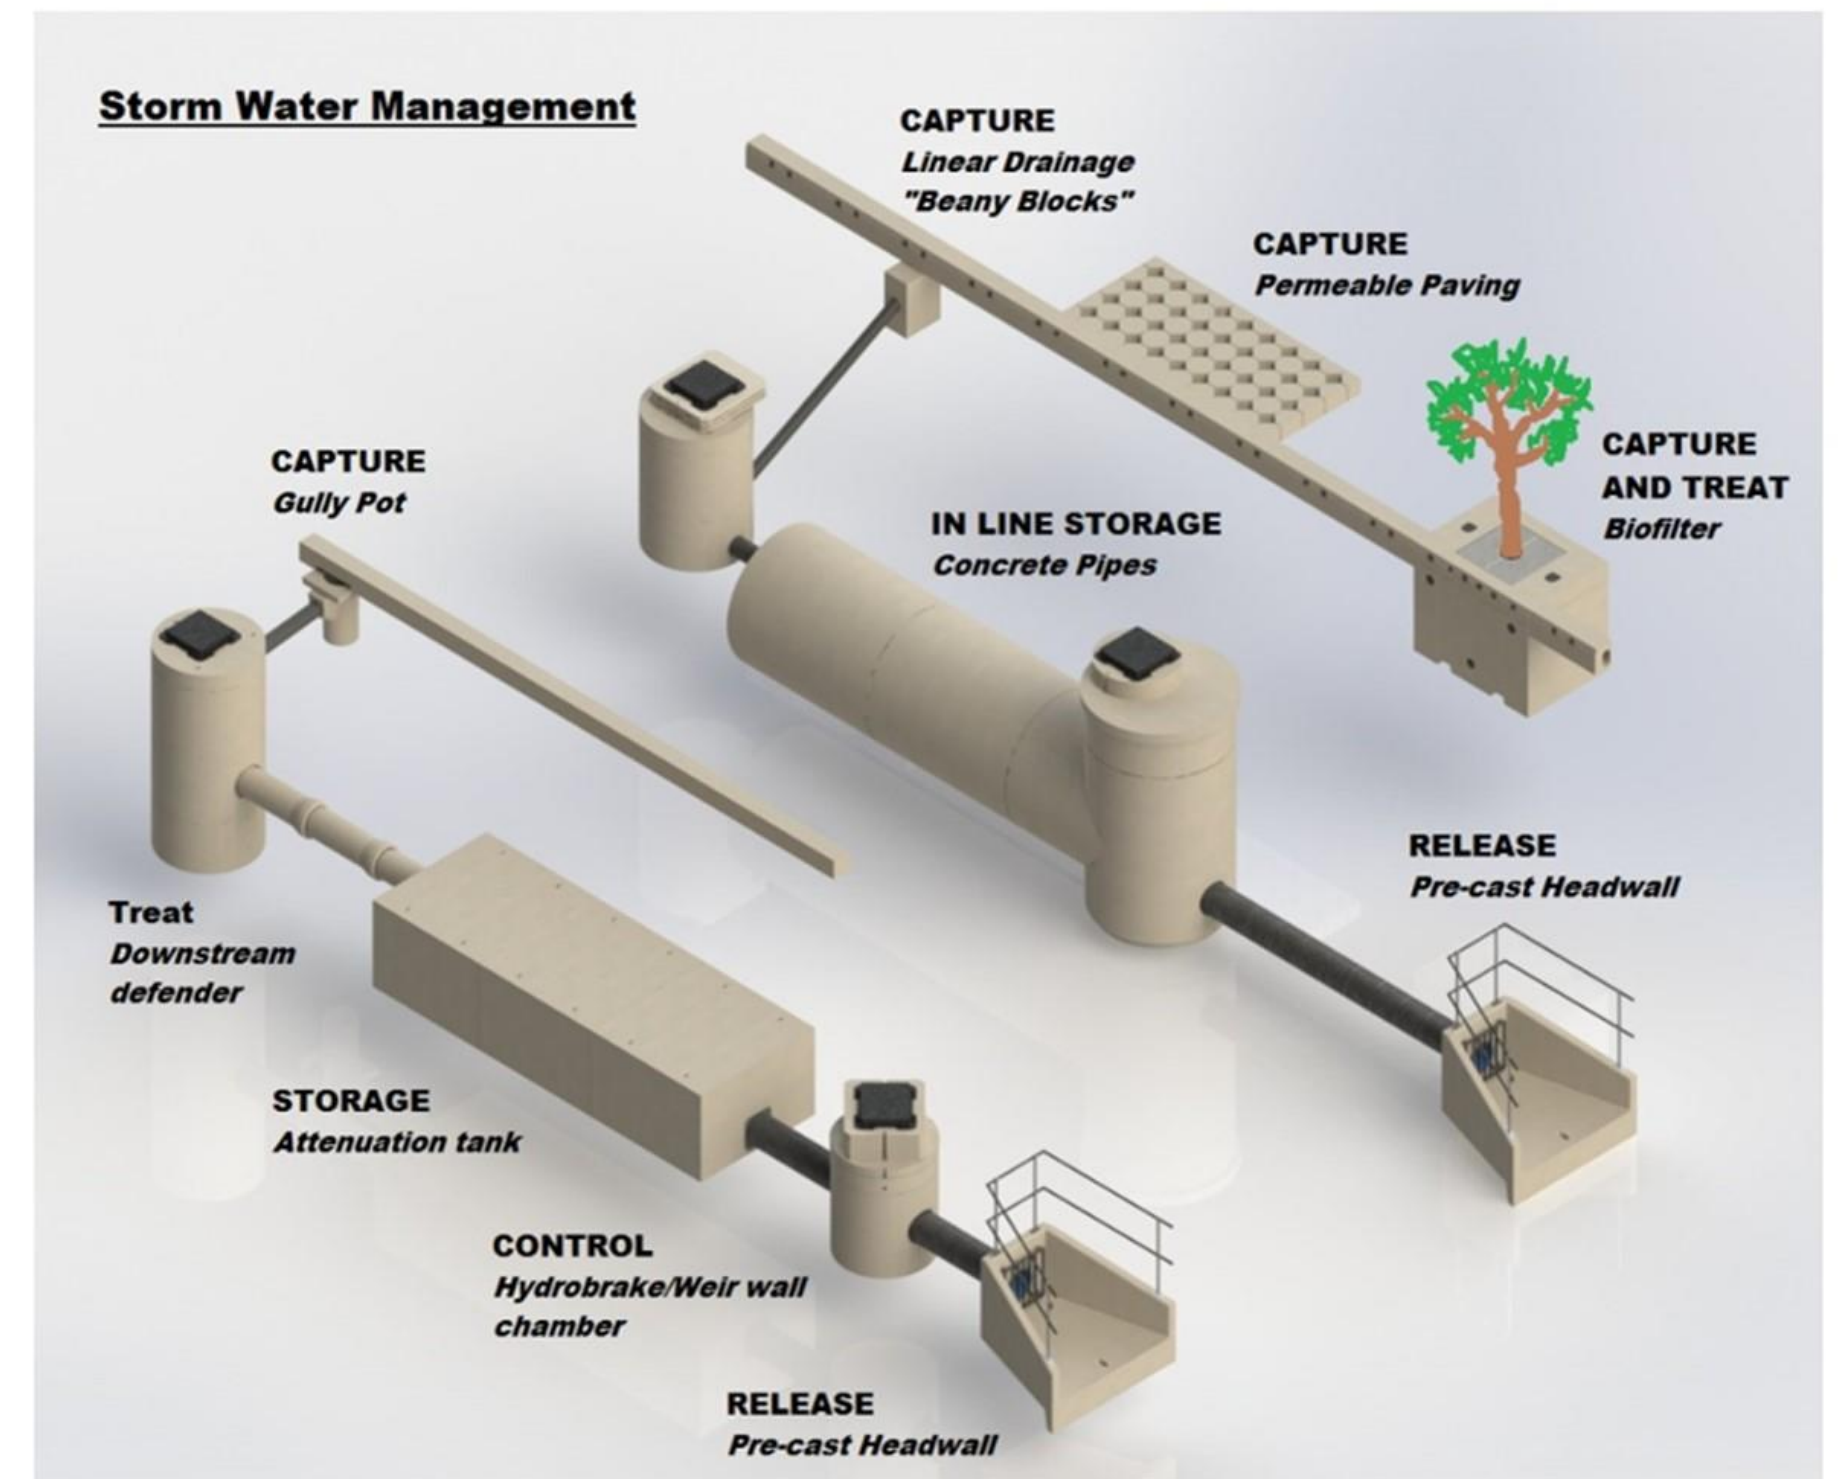 Storm Water Management
CAPTURE
Linear Drainage
"Beany Blocks"
CAPTURE
Permeable Paving
CAPTURE
AND TREAT
Biofilter
CAPTURE
Gully Pot
IN LINE STORAGE
Concrete Pipes
RELEASE
Pre-cast Headwall
Treat
Downstream
defender
STORAGE
Attenuation tank
CONTROL
Hydrobrake/Weir wall
chamber
RELEASE
Pre-cast Headwall